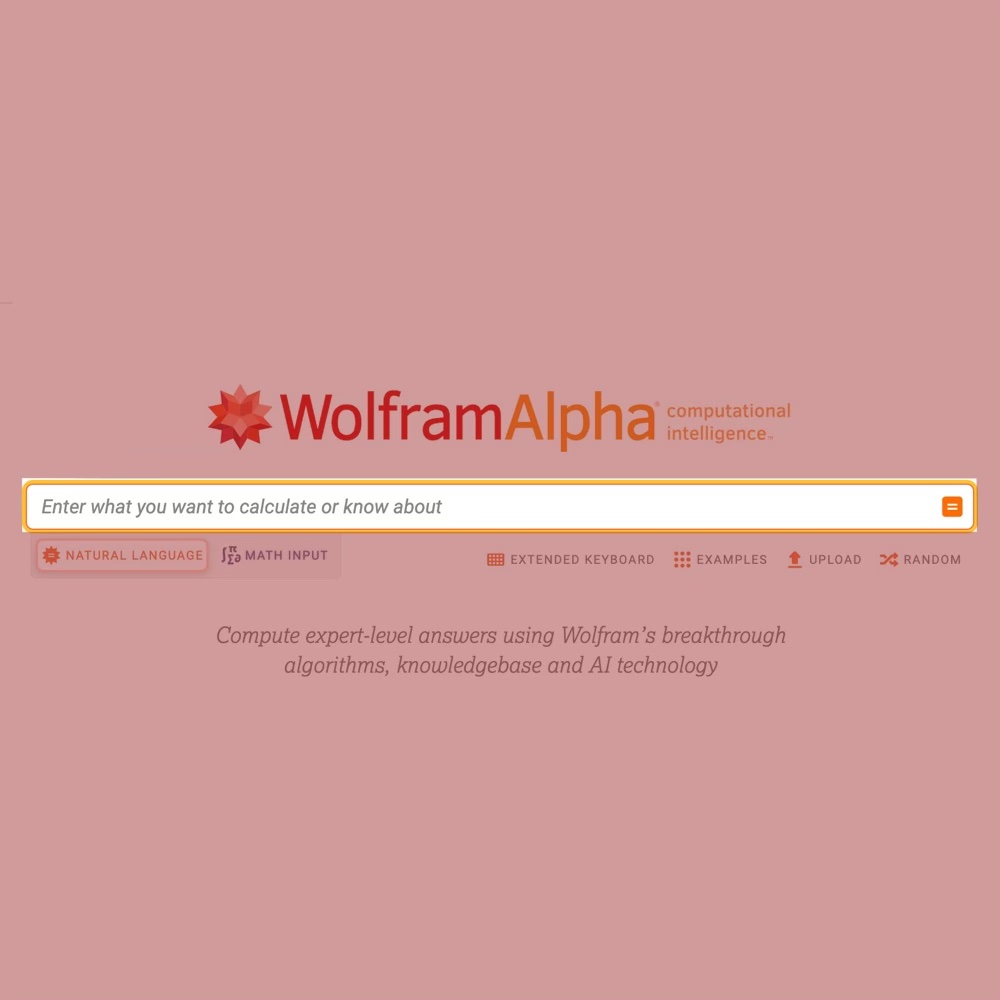 WolframAlpha® computational
intelligence™
Enter what you want to calculate or know about
NATURAL LANGUAGE MATH INPUT EXTENDED KEYBOARD EXAMPLES UPLOAD RANDOM
Compute expert-level answers using Wolfram’s breakthrough
algorithms, knowledgebase and AI technology